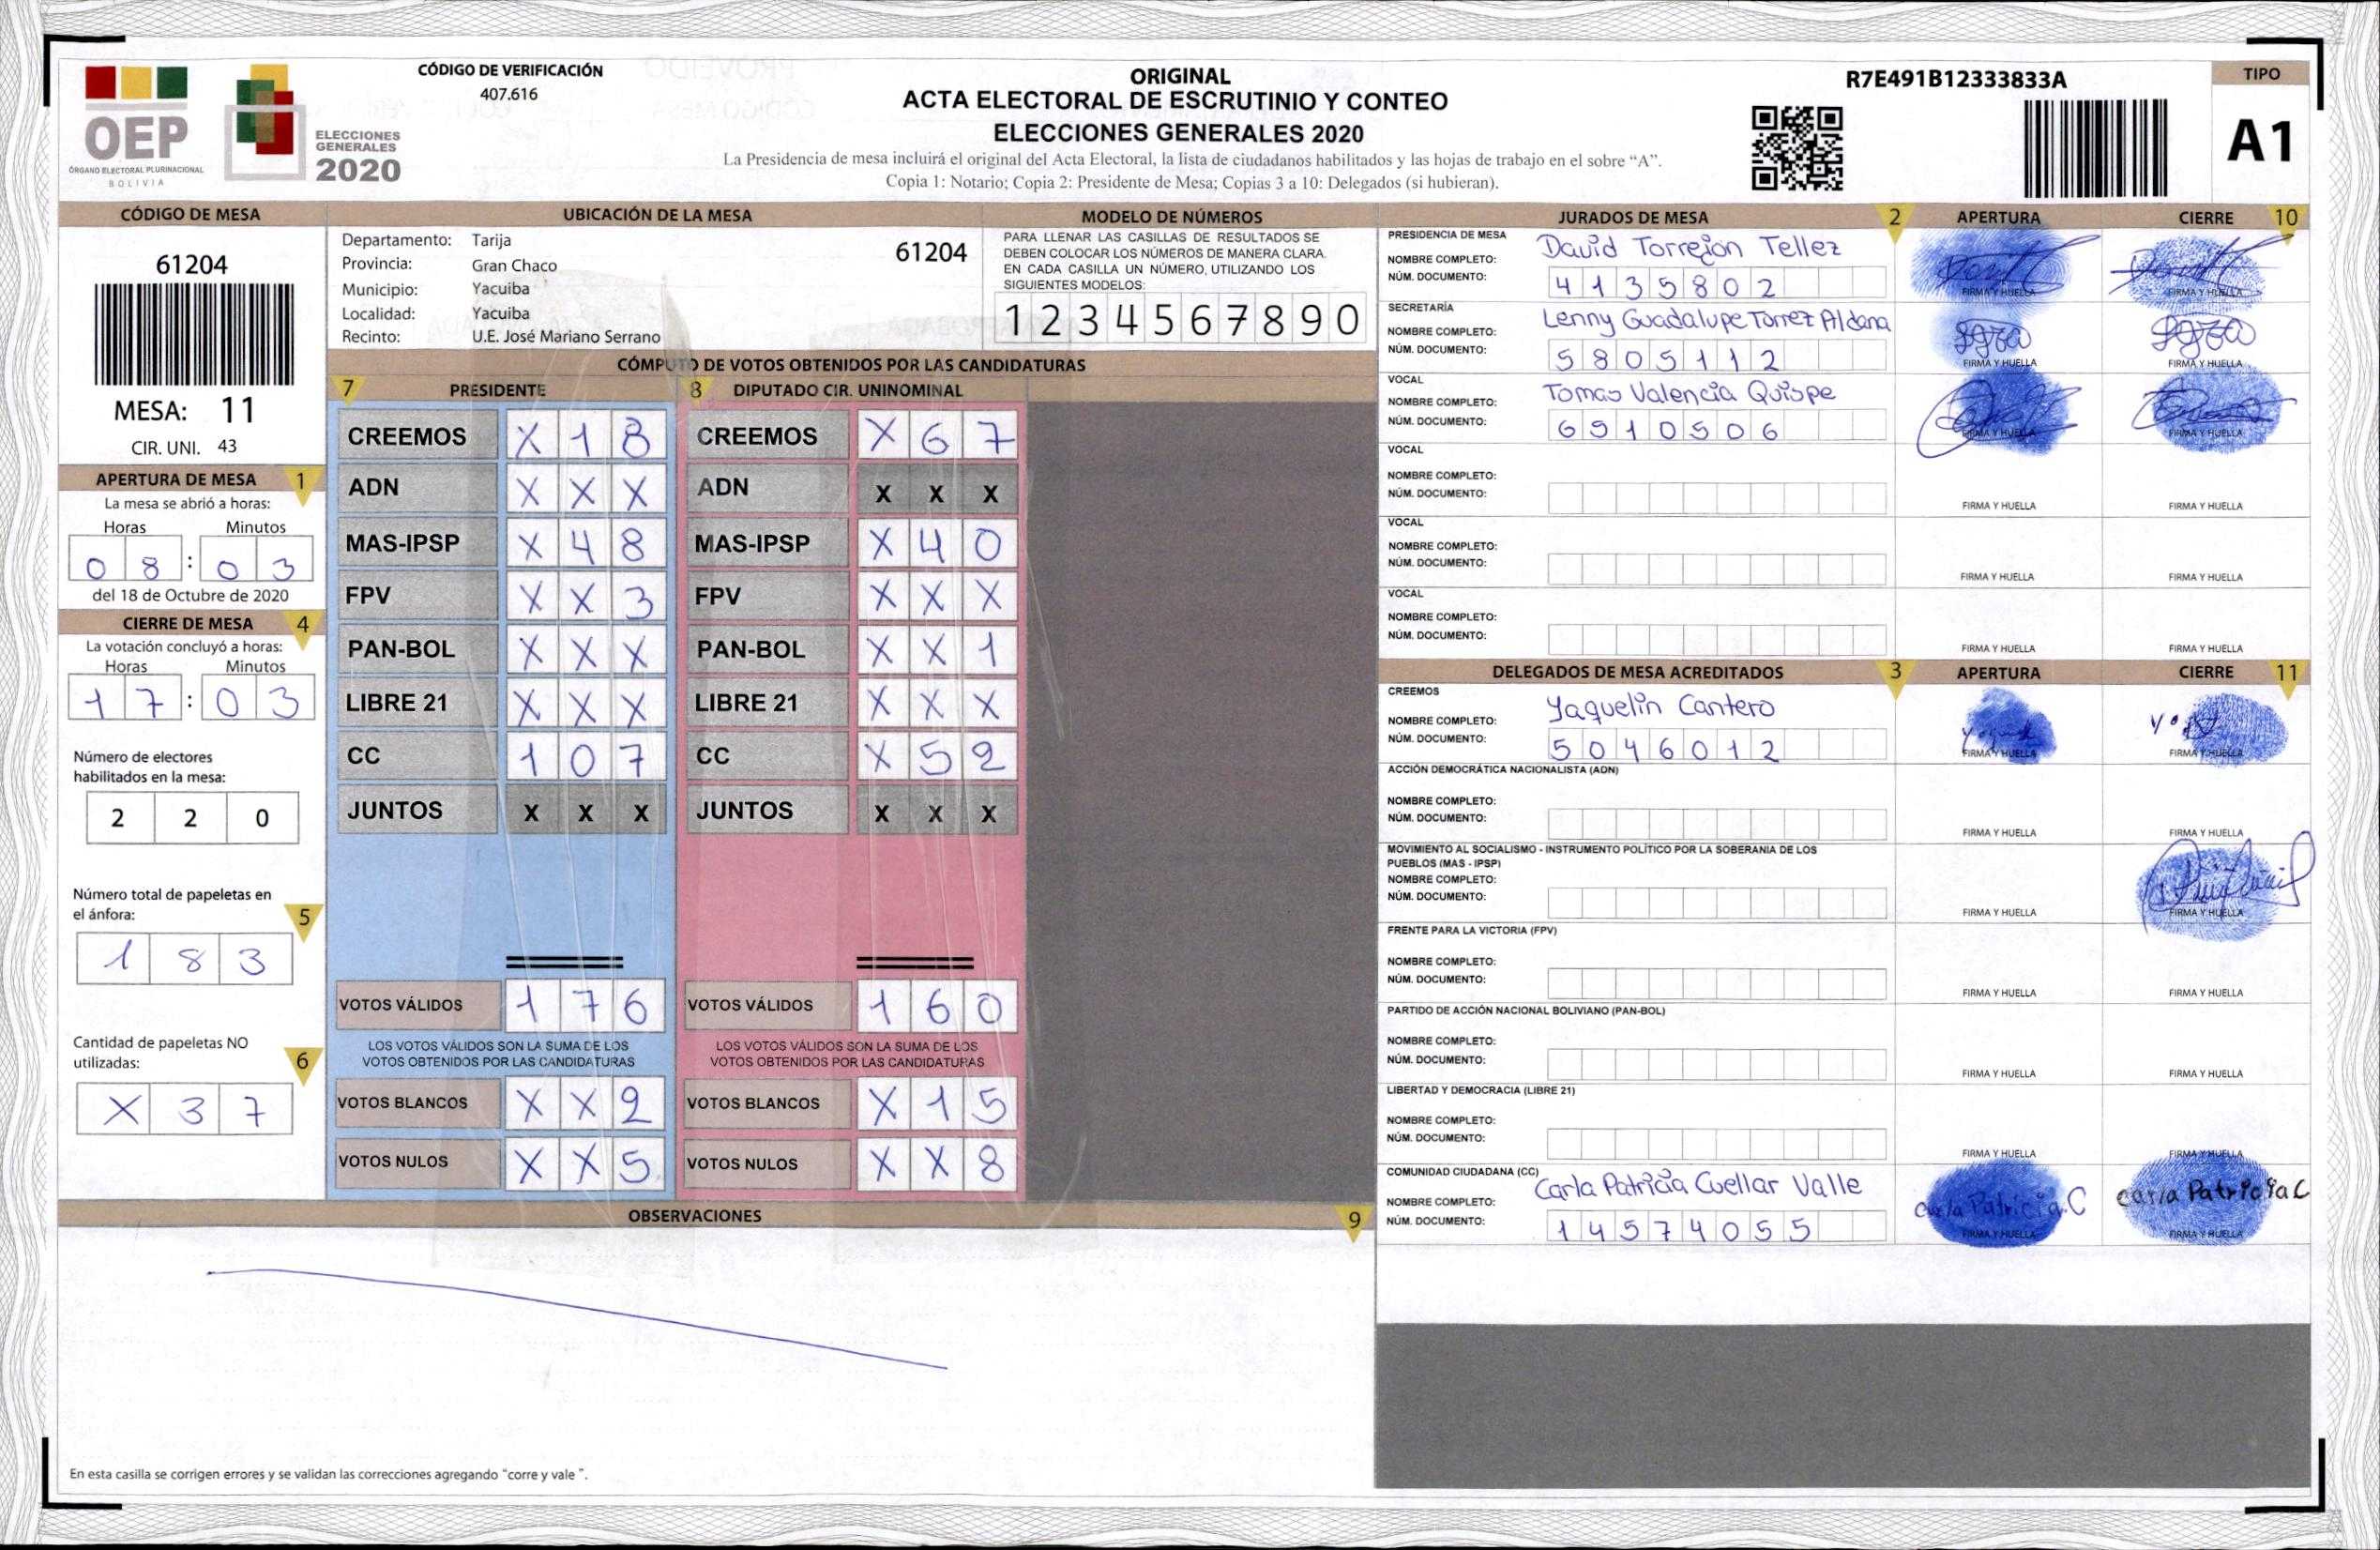 OEP
ÓRGANO ELECTORAL PLURINACIONAL
BOLIVIA
ELECCIONES
GENERALES
2020
CÓDIGO DE VERIFICACIÓN
407.616
ORIGINAL
ACTA ELECTORAL DE ESCRUTINIO Y CONTEO
ELECCIONES GENERALES 2020
La Presidencia de mesa incluirá el original del Acta Electoral, la lista de ciudadanos habilitados y las hojas de trabajo en el sobre “A”.
Copia 1: Notario; Copia 2: Presidente de Mesa; Copias 3 a 10: Delegados (si hubieran).
R7E491B12333833A
TIPO
A1
CÓDIGO DE MESA
61204
MESA: 11
CIR. UNI. 43
APERTURA DE MESA 1
La mesa se abrió a horas:
Horas Minutos
0 8 : 0 3
del 18 de Octubre de 2020
CIERRE DE MESA 4
La votación concluyó a horas:
Horas Minutos
1 7 : 0 3
Número de electores
habilitados en la mesa:
2 2 0
Número total de papeletas en
el ánfora: 5
1 8 3
Cantidad de papeletas NO
utilizadas: 6
X 3 7
UBICACIÓN DE LA MESA
Departamento: Tarija 61204
Provincia: Gran Chaco
Municipio: Yacuiba
Localidad: Yacuiba
Recinto: U.E. José Mariano Serrano
MODELO DE NÚMEROS
PARA LLENAR LAS CASILLAS DE RESULTADOS SE
DEBEN COLOCAR LOS NÚMEROS DE MANERA CLARA.
EN CADA CASILLA UN NÚMERO, UTILIZANDO LOS
SIGUIENTES MODELOS:
1 2 3 4 5 6 7 8 9 0
CÓMPUTO DE VOTOS OBTENIDOS POR LAS CANDIDATURAS
7 PRESIDENTE 8 DIPUTADO CIR. UNINOMINAL
CREEMOS X 1 8 CREEMOS X 6 7
ADN X X X ADN X X X
MAS-IPSP X 4 8 MAS-IPSP X 4 0
FPV X X 3 FPV X X X
PAN-BOL X X X PAN-BOL X X 1
LIBRE 21 X X X LIBRE 21 X X X
CC 1 0 7 CC X 5 2
JUNTOS X X X JUNTOS X X X
VOTOS VÁLIDOS 1 7 6 VOTOS VÁLIDOS 1 6 0
LOS VOTOS VÁLIDOS SON LA SUMA DE LOS LOS VOTOS VÁLIDOS SON LA SUMA DE LOS
VOTOS OBTENIDOS POR LAS CANDIDATURAS VOTOS OBTENIDOS POR LAS CANDIDATURAS
VOTOS BLANCOS X X 2 VOTOS BLANCOS X 1 5
VOTOS NULOS X X 5 VOTOS NULOS X X 8
OBSERVACIONES 9
En esta casilla se corrigen errores y se validan las correcciones agregando “corre y vale ”.
JURADOS DE MESA 2 APERTURA CIERRE 10
PRESIDENCIA DE MESA
NOMBRE COMPLETO: David Torrejon Tellez
NÚM. DOCUMENTO: 4 1 3 5 8 0 2
FIRMA Y HUELLA FIRMA Y HUELLA
SECRETARÍA
NOMBRE COMPLETO: Lenny Guadalupe Torrez Aldana
NÚM. DOCUMENTO: 5 8 0 5 1 1 2
FIRMA Y HUELLA FIRMA Y HUELLA
VOCAL
NOMBRE COMPLETO: Tomas Valencia Quispe
NÚM. DOCUMENTO: 6 9 1 0 5 0 6
FIRMA Y HUELLA FIRMA Y HUELLA
VOCAL
NOMBRE COMPLETO:
NÚM. DOCUMENTO:
FIRMA Y HUELLA FIRMA Y HUELLA
VOCAL
NOMBRE COMPLETO:
NÚM. DOCUMENTO:
FIRMA Y HUELLA FIRMA Y HUELLA
VOCAL
NOMBRE COMPLETO:
NÚM. DOCUMENTO:
FIRMA Y HUELLA FIRMA Y HUELLA
DELEGADOS DE MESA ACREDITADOS 3 APERTURA CIERRE 11
CREEMOS
NOMBRE COMPLETO: Yaquelin Cantero
NÚM. DOCUMENTO: 5 0 4 6 0 1 2
FIRMA Y HUELLA FIRMA Y HUELLA
ACCIÓN DEMOCRÁTICA NACIONALISTA (ADN)
NOMBRE COMPLETO:
NÚM. DOCUMENTO:
FIRMA Y HUELLA FIRMA Y HUELLA
MOVIMIENTO AL SOCIALISMO - INSTRUMENTO POLÍTICO POR LA SOBERANIA DE LOS
PUEBLOS (MAS - IPSP)
NOMBRE COMPLETO:
NÚM. DOCUMENTO:
FIRMA Y HUELLA FIRMA Y HUELLA
FRENTE PARA LA VICTORIA (FPV)
NOMBRE COMPLETO:
NÚM. DOCUMENTO:
FIRMA Y HUELLA FIRMA Y HUELLA
PARTIDO DE ACCIÓN NACIONAL BOLIVIANO (PAN-BOL)
NOMBRE COMPLETO:
NÚM. DOCUMENTO:
FIRMA Y HUELLA FIRMA Y HUELLA
LIBERTAD Y DEMOCRACIA (LIBRE 21)
NOMBRE COMPLETO:
NÚM. DOCUMENTO:
FIRMA Y HUELLA FIRMA Y HUELLA
COMUNIDAD CIUDADANA (CC)
NOMBRE COMPLETO: Carla Patricia Cuellar Valle
Carla Patricia.C Carla Patricia C
NÚM. DOCUMENTO: 1 4 5 7 4 0 5 5
FIRMA Y HUELLA FIRMA Y HUELLA